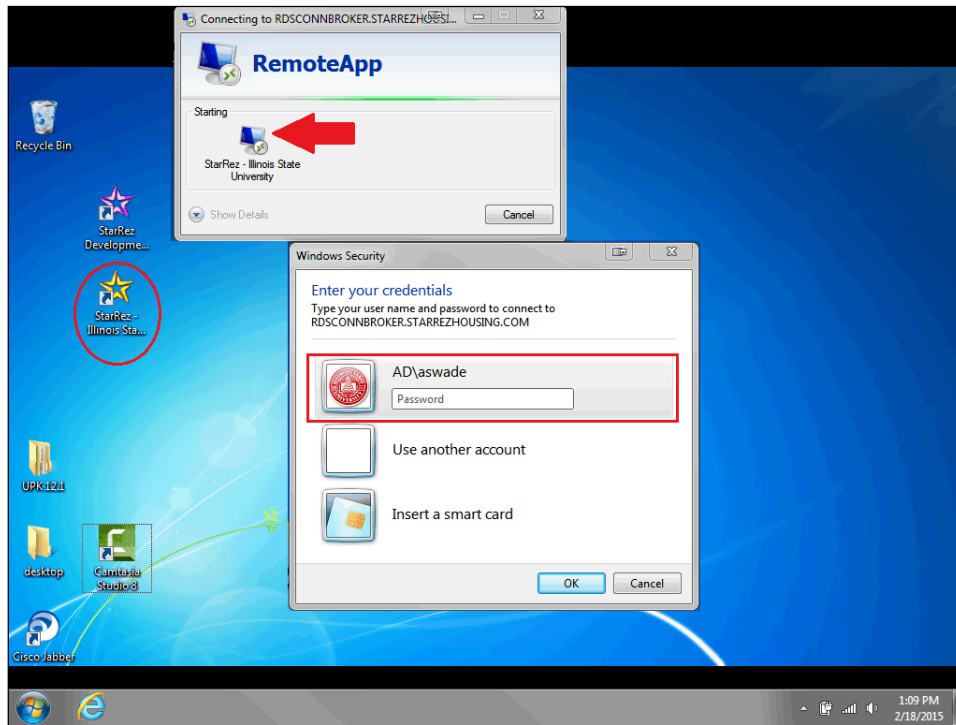 Connecting to RDSCONNBROKER.STARREZHOUSI...
RemoteApp
Starting
StarRez - Illinois State
University
Show Details
Cancel
Recycle Bin
StarRez
Developme...
StarRez -
Illinois Sta...
UPK 12.1
desktop
Camtasia
Studio 8
Cisco Jabber
Windows Security
Enter your credentials
Type your user name and password to connect to
RDSCONNBROKER.STARREZHOUSING.COM
AD\aswade
Password
Use another account
Insert a smart card
OK
Cancel
1:09 PM
2/18/2015